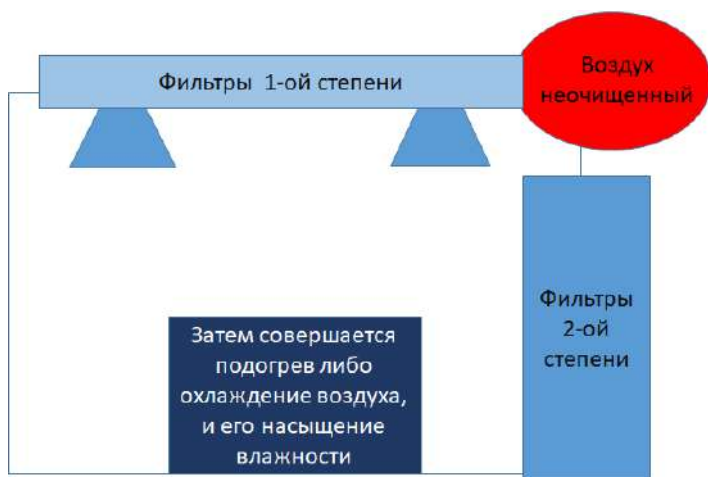 Фильтры 1-ой степени
Воздух
неочищенный
Фильтры
2-ой
степени
Затем совершается
подогрев либо
охлаждение воздуха,
и его насыщение
влажности